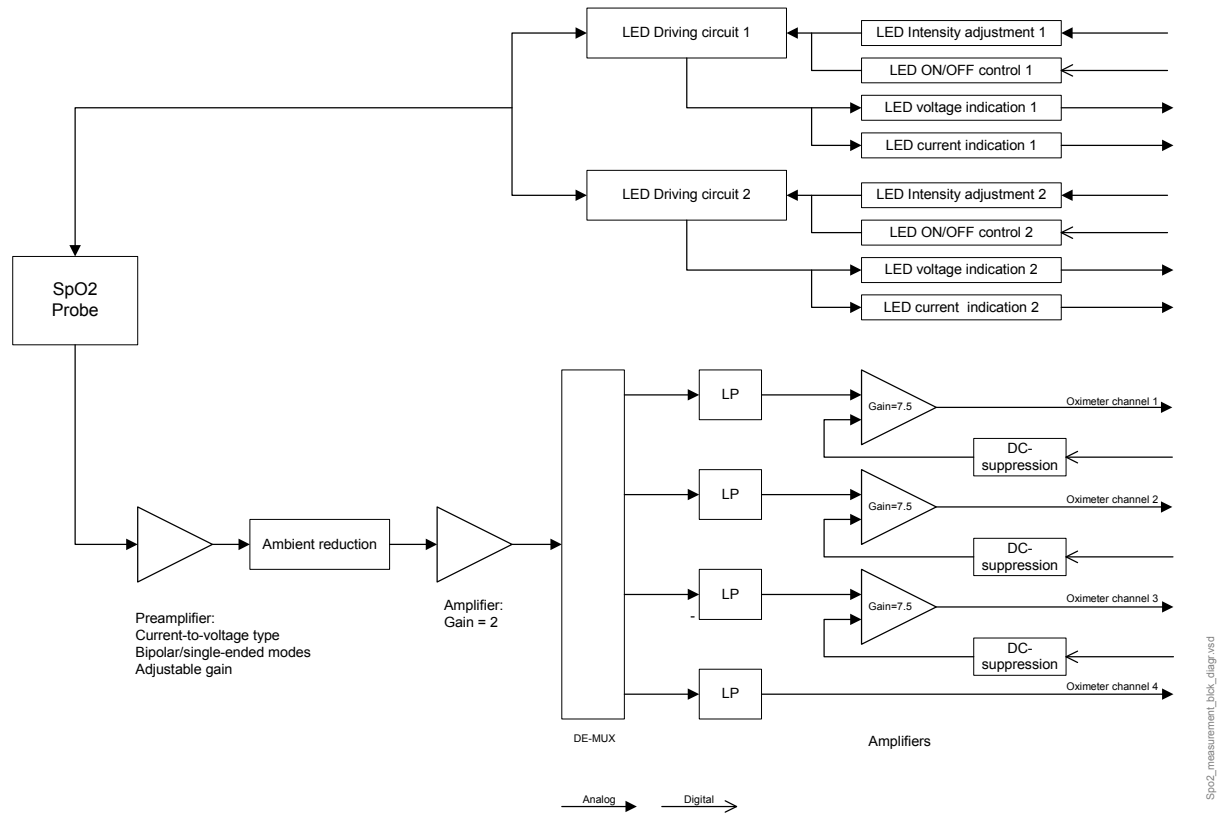 LED Driving circuit 1
LED Intensity adjustment 1
LED ON/OFF control 1
LED voltage indication 1
LED current indication 1
LED Driving circuit 2
LED Intensity adjustment 2
LED ON/OFF control 2
LED voltage indication 2
LED current indication 2
SpO2
Probe
LP
Gain=7.5
Oximeter channel 1
DC-
suppression
LP
Gain=7.5
Oximeter channel 2
DC-
suppression
Ambient reduction
LP
-
Gain=7.5
Oximeter channel 3
DC-
suppression
Preamplifier:
Current-to-voltage type
Bipolar/single-ended modes
Adjustable gain
Amplifier:
Gain = 2
LP
Oximeter channel 4
DE-MUX
Amplifiers
Analog
Digital
Spo2_measurement_blck_diagr.vsd